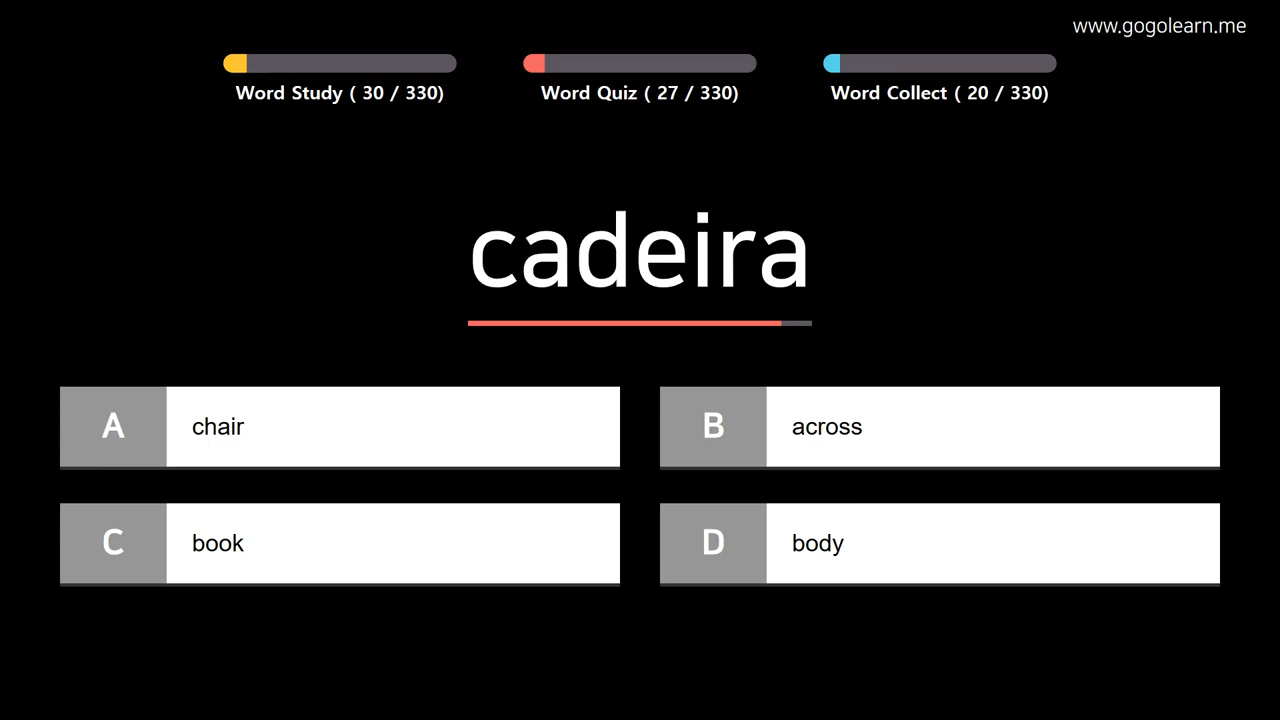 www.gogolearn.me
Word Study ( 30 / 330)
Word Quiz ( 27 / 330)
Word Collect ( 20 / 330)
cadeira
A chair
B across
C book
D body